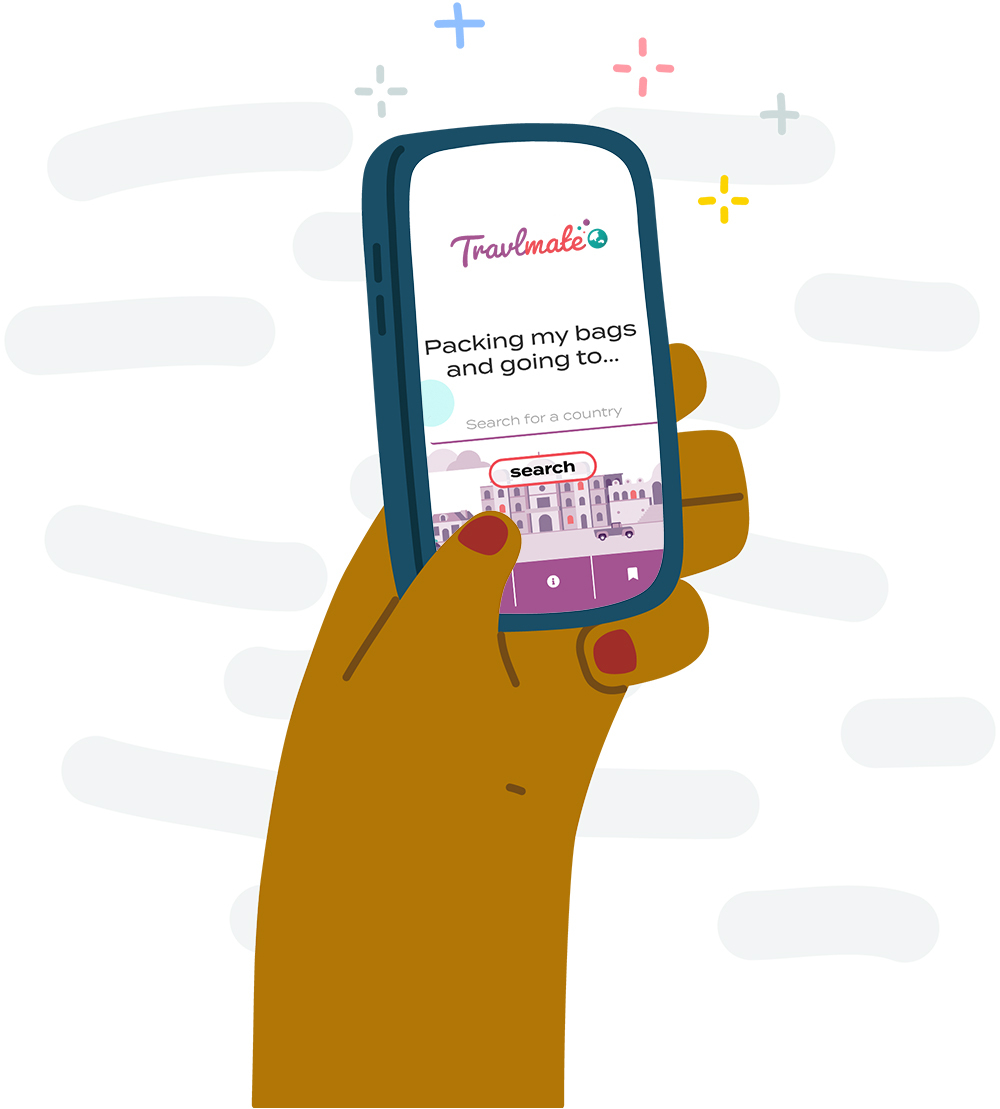 Travlmate
Packing my bags
and going to...
Search for a country
search